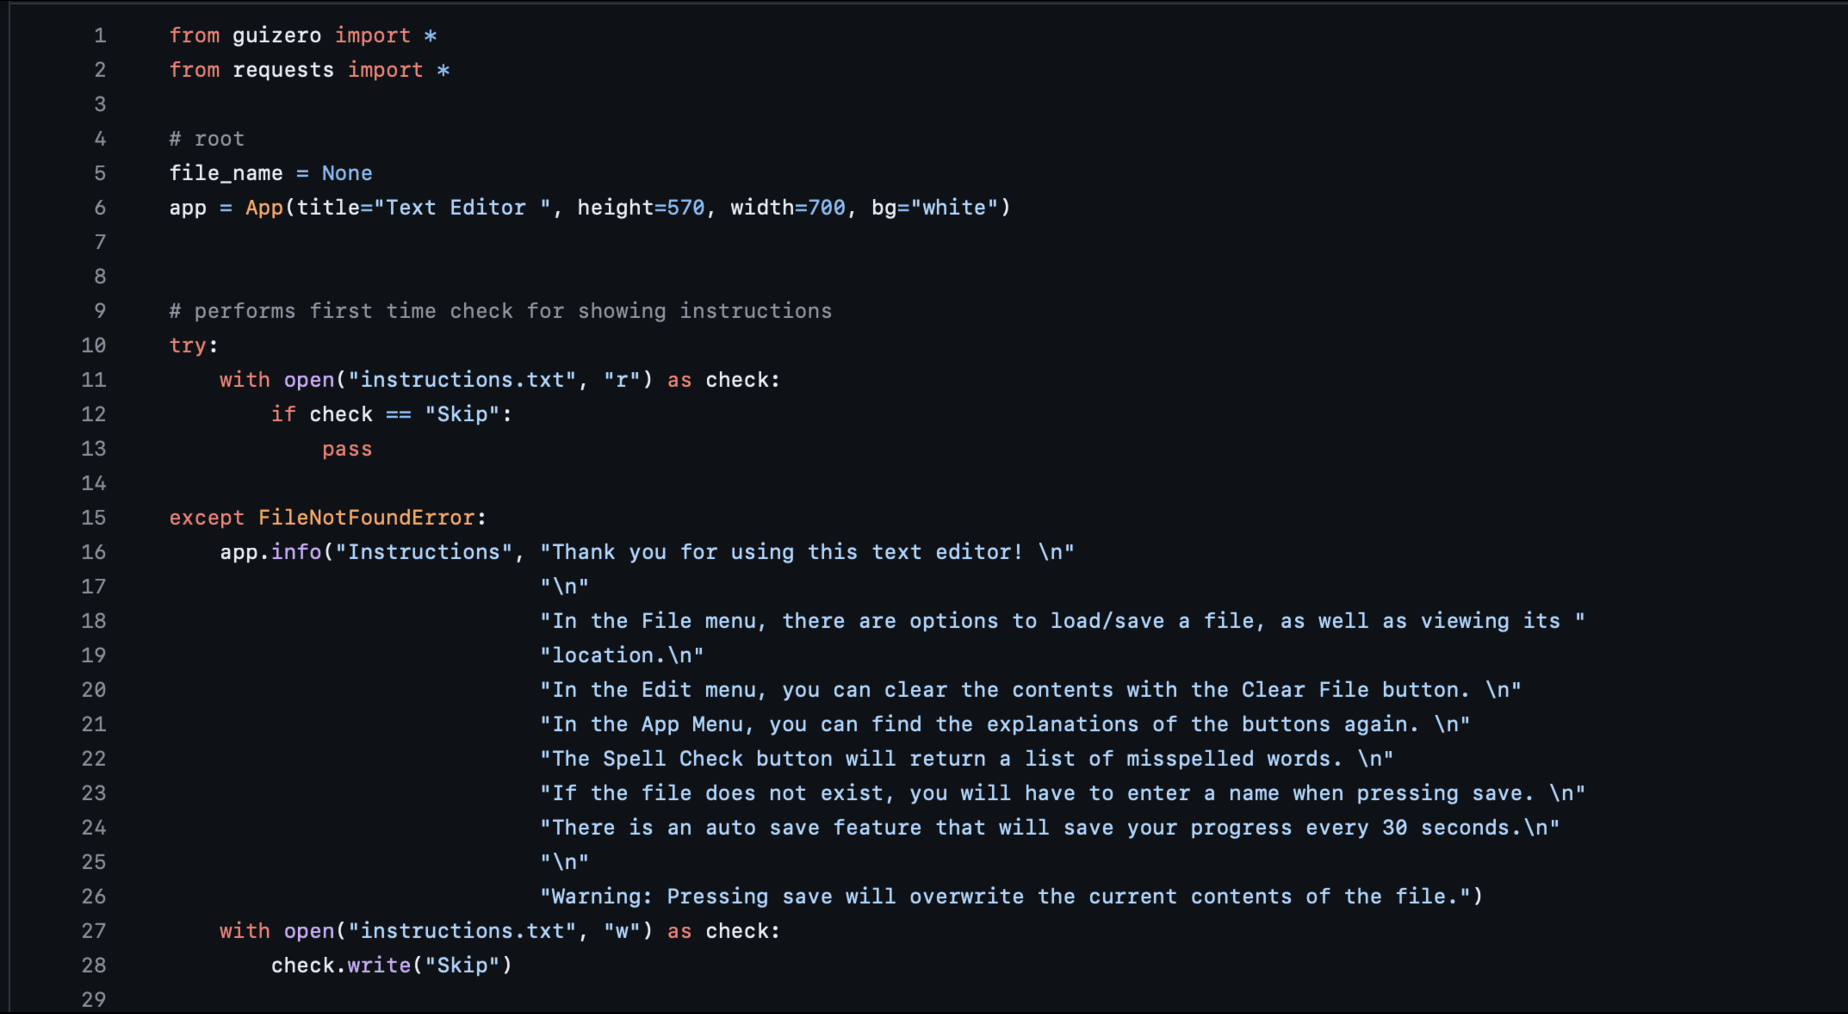 1 from guizero import *
2 from requests import *
3
4 # root
5 file_name = None
6 app = App(title="Text Editor ", height=570, width=700, bg="white")
7
8
9 # performs first time check for showing instructions
10 try:
11     with open("instructions.txt", "r") as check:
12         if check == "Skip":
13             pass
14
15 except FileNotFoundError:
16     app.info("Instructions", "Thank you for using this text editor! \n"
17                              "\n"
18                              "In the File menu, there are options to load/save a file, as well as viewing its "
19                              "location.\n"
20                              "In the Edit menu, you can clear the contents with the Clear File button. \n"
21                              "In the App Menu, you can find the explanations of the buttons again. \n"
22                              "The Spell Check button will return a list of misspelled words. \n"
23                              "If the file does not exist, you will have to enter a name when pressing save. \n"
24                              "There is an auto save feature that will save your progress every 30 seconds.\n"
25                              "\n"
26                              "Warning: Pressing save will overwrite the current contents of the file.")
27     with open("instructions.txt", "w") as check:
28         check.write("Skip")
29